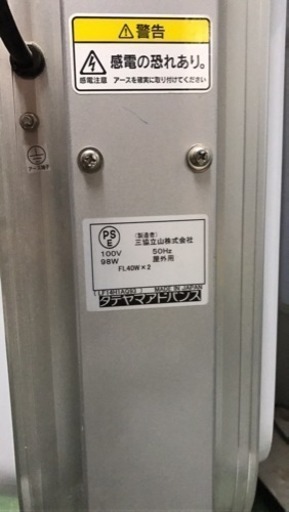 警告
感電の恐れあり。
感電注意 アースを確実に取り付けてください
アース端子
PS
E
(製造者)
三協立山株式会社
100V 50Hz
98W 屋外用
FL40W×2
MADE IN JAPAN
タテヤマアドバンス